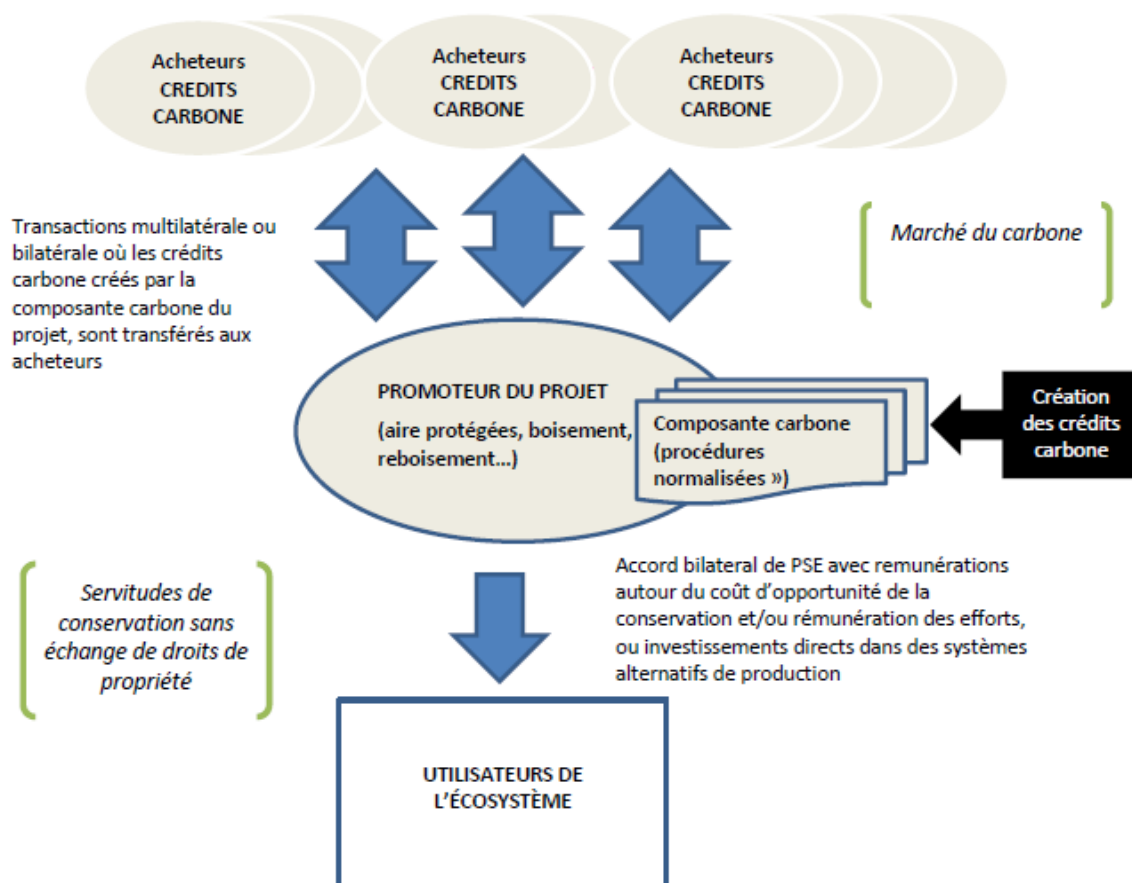 Acheteurs
CREDITS
CARBONE
Acheteurs
CREDITS
CARBONE
Acheteurs
CREDITS
CARBONE
Transactions multilatérale ou
bilatérale où les crédits
carbone créés par la
composante carbone du
projet, sont transférés aux
acheteurs
Marché du carbone
PROMOTEUR DU PROJET
(aire protégées, boisement,
reboisement...)
Composante carbone
(procédures
normalisées »)
Création
des crédits
carbone
Servitudes de
conservation sans
échange de droits de
propriété
Accord bilateral de PSE avec remunérations
autour du coût d'opportunité de la
conservation et/ou rémunération des efforts,
ou investissements directs dans des systèmes
alternatifs de production
UTILISATEURS DE
L'ÉCOSYSTÈME